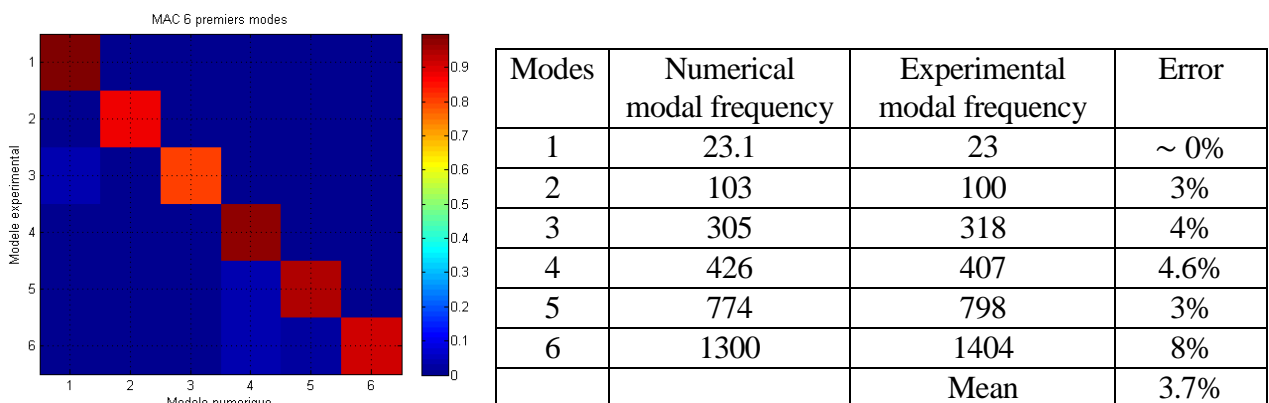 MAC 6 premiers modes
Modele experimental
1
2
3
4
5
6
1 2 3 4 5 6
Modele numerique
0.9
0.8
0.7
0.6
0.5
0.4
0.3
0.2
0.1
0
Modes Numerical modal frequency Experimental modal frequency Error
1 23.1 23 ~ 0%
2 103 100 3%
3 305 318 4%
4 426 407 4.6%
5 774 798 3%
6 1300 1404 8%
Mean 3.7%